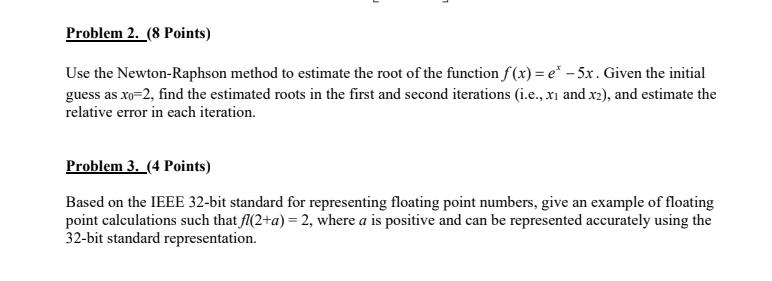 Problem 2. (8 Points)
Use the Newton-Raphson method to estimate the root of the function f(x) = eˣ – 5x. Given the initial
guess as x₀=2, find the estimated roots in the first and second iterations (i.e., x₁ and x₂), and estimate the
relative error in each iteration.
Problem 3. (4 Points)
Based on the IEEE 32-bit standard for representing floating point numbers, give an example of floating
point calculations such that fl(2+a) = 2, where a is positive and can be represented accurately using the
32-bit standard representation.